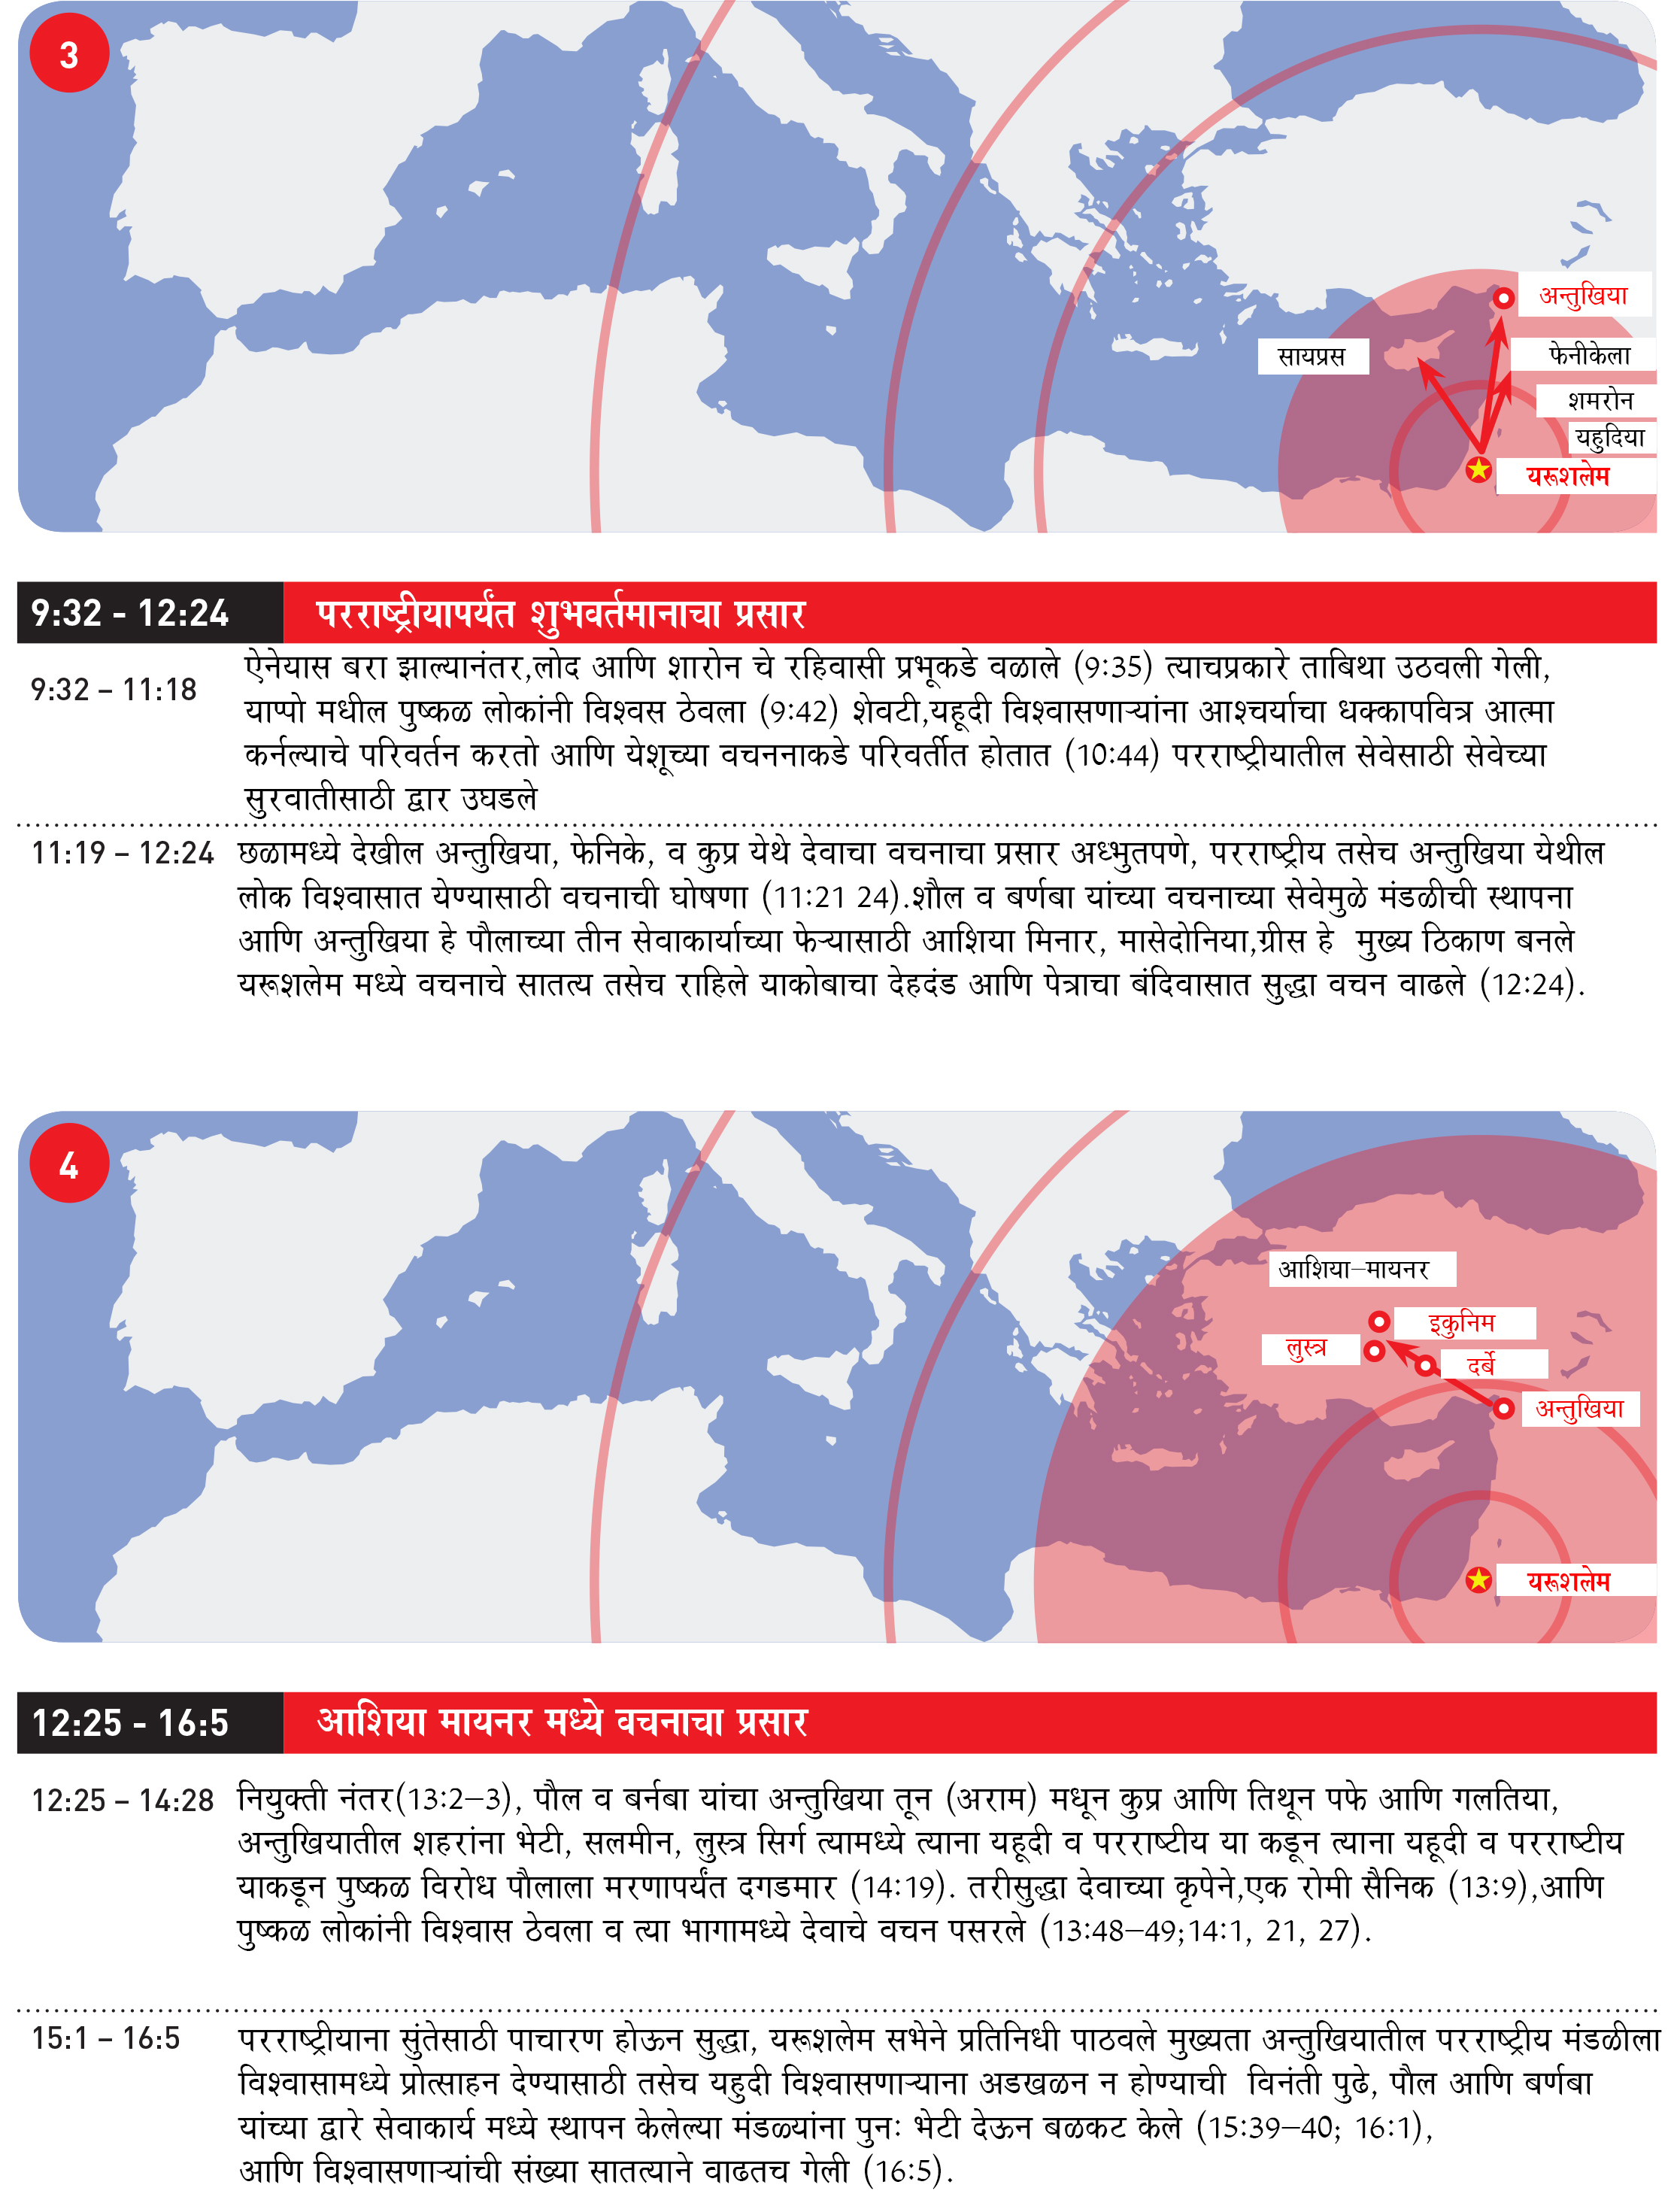 3
अन्तुखिया
सायप्रस
फेनीकेला
शमरोन
यहुदिया
यरूशलेम
9:32 - 12:24 परराष्ट्रीयापर्यंत शुभवर्तमानाचा प्रसार
9:32 – 11:18
ऐनेयास बरा झाल्यानंतर,लोद आणि शारोन चे रहिवासी प्रभूकडे वळाले (9:35) त्याचप्रकारे ताबिथा उठवली गेली,
याप्पो मधील पुष्कळ लोकांनी विश्वस ठेवला (9:42) शेवटी,यहूदी विश्वासणाऱ्यांना आश्चर्याचा धक्कापवित्र आत्मा
कर्नल्याचे परिवर्तन करतो आणि येशूच्या वचननाकडे परिवर्तीत होतात (10:44) परराष्ट्रीयातील सेवेसाठी सेवेच्या
सुरवातीसाठी द्वार उघडले
11:19 – 12:24 छळामध्ये देखील अन्तुखिया, फेनिके, व कुप्र येथे देवाचा वचनाचा प्रसार अध्भुतपणे, परराष्ट्रीय तसेच अन्तुखिया येथील
लोक विश्वासात येण्यासाठी वचनाची घोषणा (11:21 24).शौल व बर्णबा यांच्या वचनाच्या सेवेमुळे मंडळीची स्थापना
आणि अन्तुखिया हे पौलाच्या तीन सेवाकार्याच्या फेऱ्यासाठी आशिया मिनार, मासेदोनिया,ग्रीस हे मुख्य ठिकाण बनले
यरूशलेम मध्ये वचनाचे सातत्य तसेच राहिले याकोबाचा देहदंड आणि पेत्राचा बंदिवासात सुद्धा वचन वाढले (12:24).
4
आशिया–मायनर
इकुनिम
लुस्त्र
दर्बे
अन्तुखिया
यरूशलेम
12:25 - 16:5 आशिया मायनर मध्ये वचनाचा प्रसार
12:25 – 14:28 नियुक्ती नंतर(13:2–3), पौल व बर्नबा यांचा अन्तुखिया तून (अराम) मधून कुप्र आणि तिथून पफे आणि गलतिया,
अन्तुखियातील शहरांना भेटी, सलमीन, लुस्त्र सिर्ग त्यामध्ये त्याना यहूदी व परराष्टीय या कडून त्याना यहूदी व परराष्टीय
याकडून पुष्कळ विरोध पौलाला मरणापर्यंत दगडमार (14:19). तरीसुद्धा देवाच्या कृपेने,एक रोमी सैनिक (13:9),आणि
पुष्कळ लोकांनी विश्वास ठेवला व त्या भागामध्ये देवाचे वचन पसरले (13:48–49;14:1, 21, 27).
15:1 – 16:5 परराष्ट्रीयाना सुंतेसाठी पाचारण होऊन सुद्धा, यरूशलेम सभेने प्रतिनिधी पाठवले मुख्यता अन्तुखियातील परराष्ट्रीय मंडळीला
विश्वासामध्ये प्रोत्साहन देण्यासाठी तसेच यहुदी विश्वासणाऱ्याना अडखळन न होण्याची विनंती पुढे, पौल आणि बर्णबा
यांच्या द्वारे सेवाकार्य मध्ये स्थापन केलेल्या मंडळ्यांना पुनः भेटी देऊन बळकट केले (15:39–40; 16:1),
आणि विश्वासणाऱ्यांची संख्या सातत्याने वाढतच गेली (16:5).